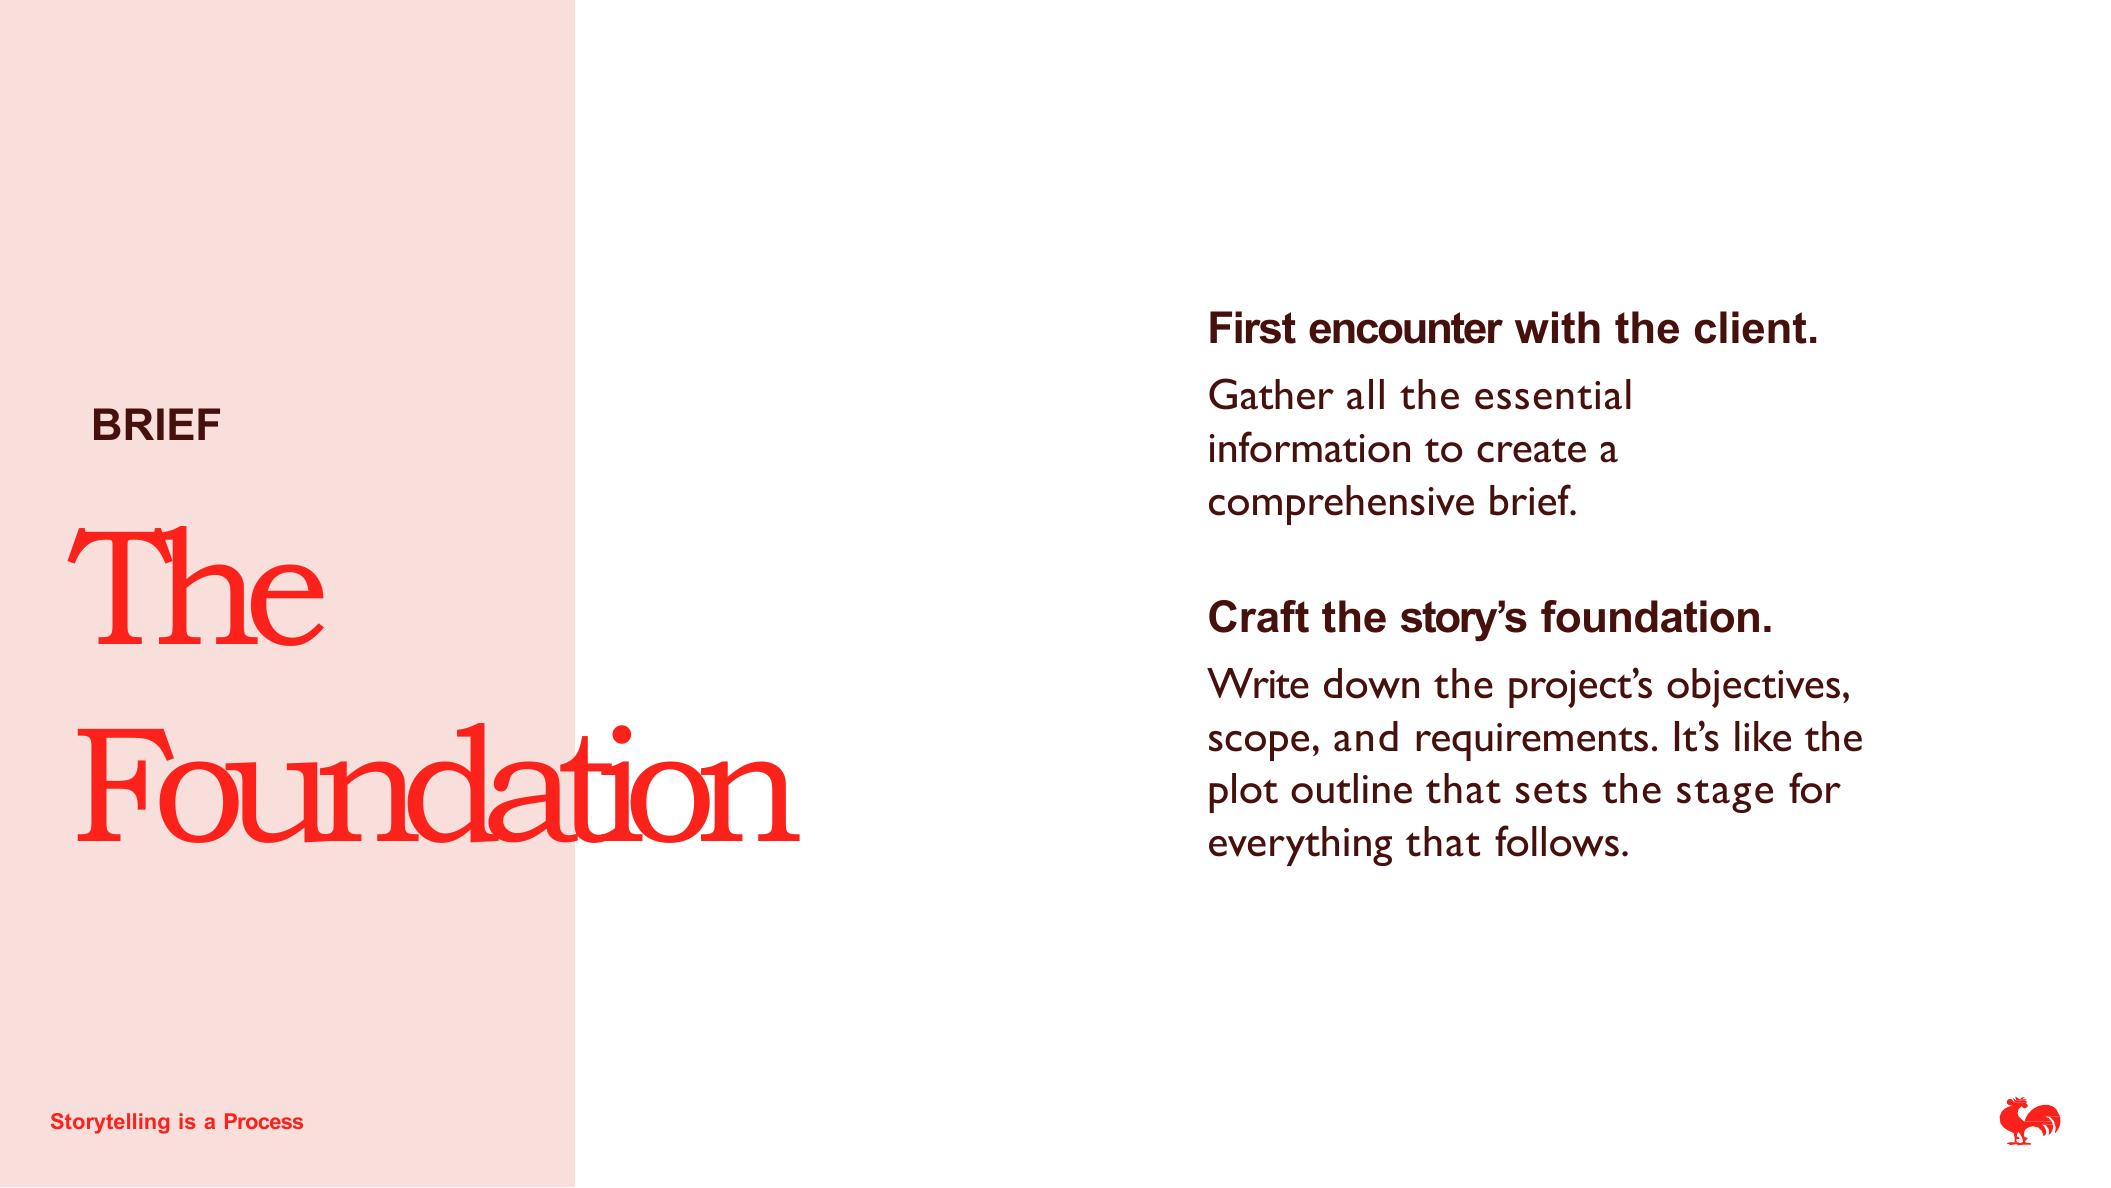 BRIEF
The
Foundation
First encounter with the client.
Gather all the essential
information to create a
comprehensive brief.
Craft the story’s foundation.
Write down the project’s objectives,
scope, and requirements. It’s like the
plot outline that sets the stage for
everything that follows.
Storytelling is a Process